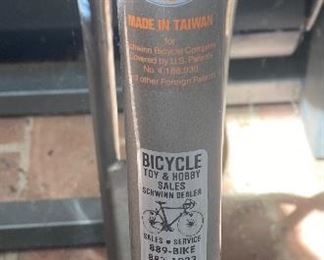 MADE IN TAIWAN
for
Schwinn Bicycle Company
Covered by U.S. Patents
No. 4,188,030
other Foreign Patents
BICYCLE
TOY & HOBBY
SALES
SCHWINN DEALER
SALES • SERVICE
889-BIKE